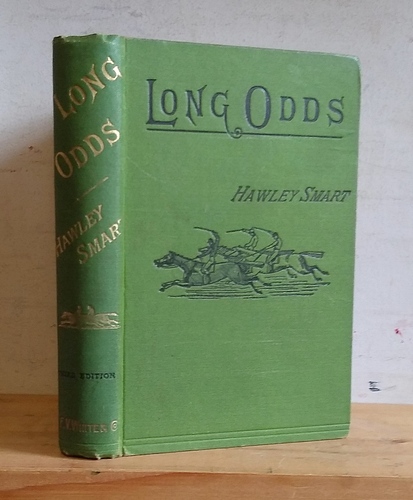 LONG
ODDS
HAWLEY
SMART
EDITION
LONG ODDS
HAWLEY SMART